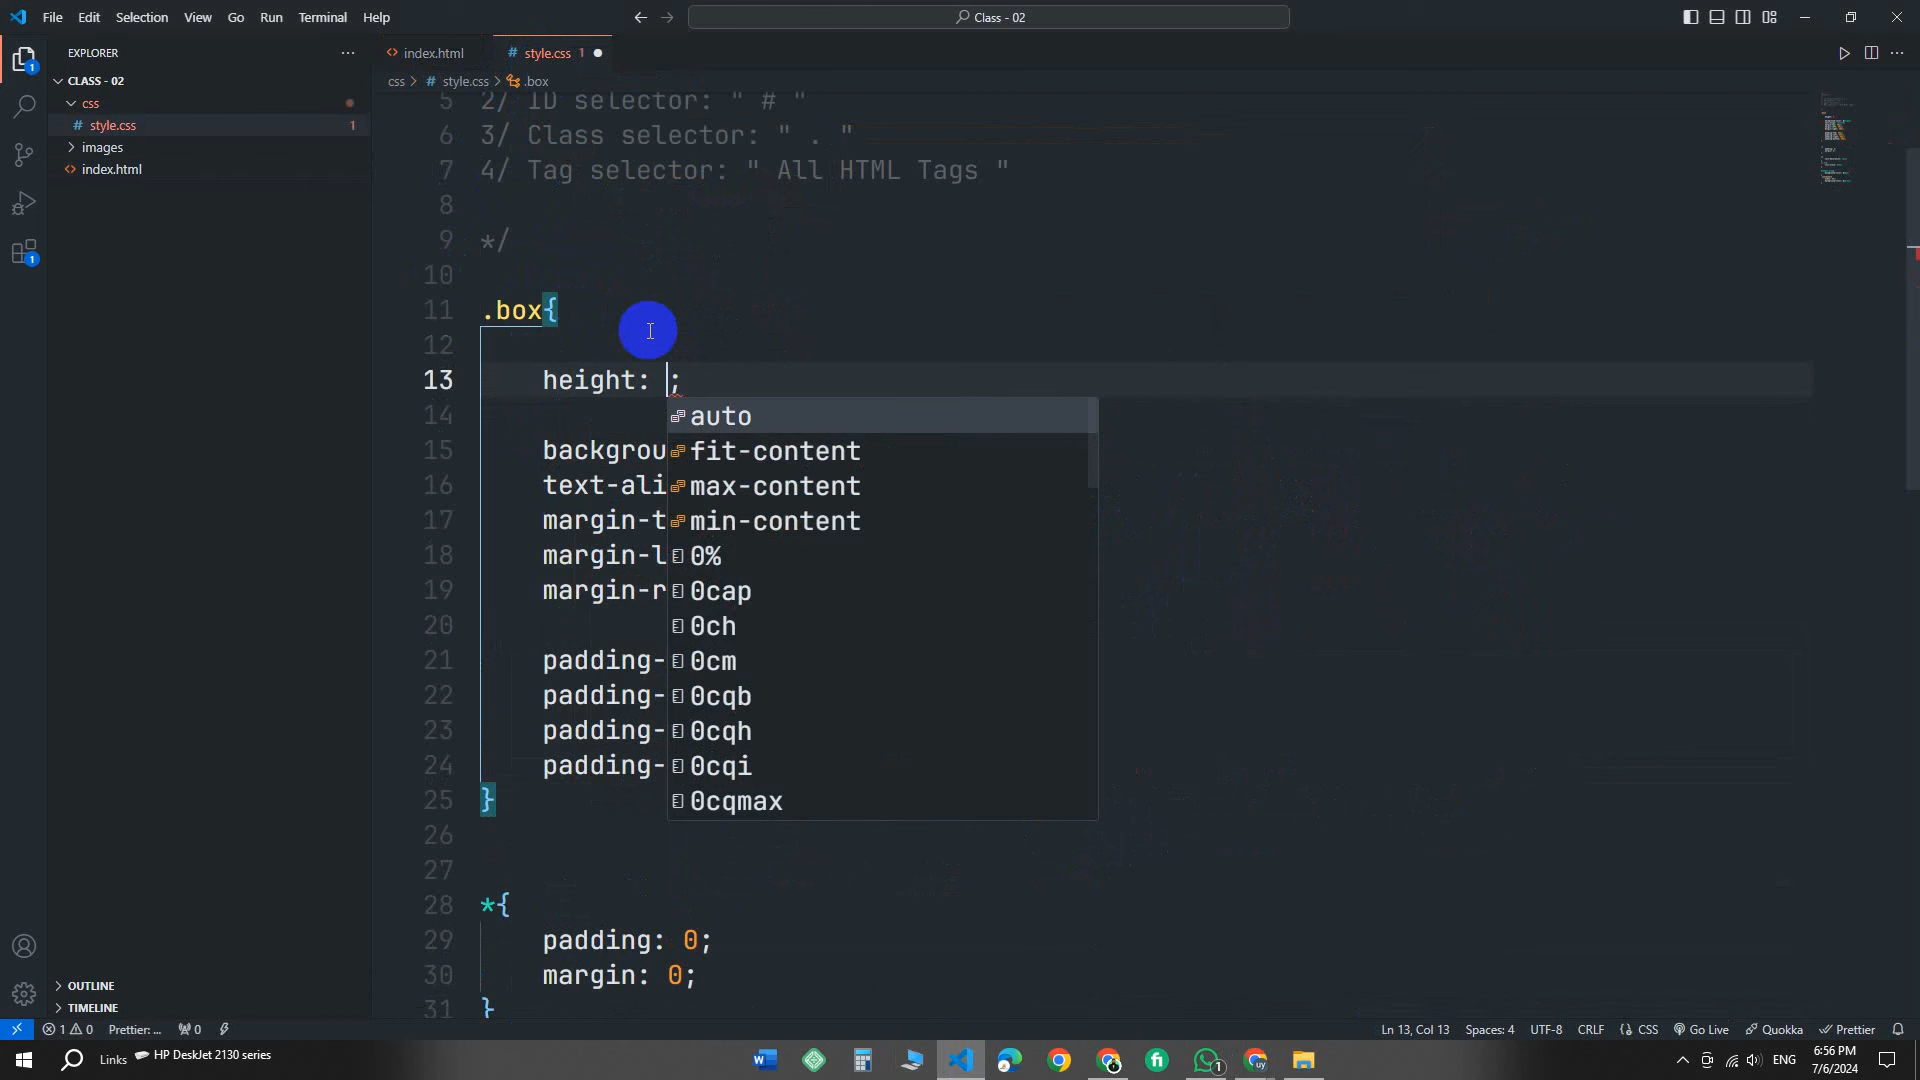 File Edit Selection View Go Run Terminal Help
Class - 02
EXPLORER
CLASS - 02
css
style.css 1
images
index.html
OUTLINE
TIMELINE
index.html
style.css 1
css > style.css > .box
5 2/ ID selector: " # "
6 3/ Class selector: " . "
7 4/ Tag selector: " All HTML Tags "
8
9 */
10
11 .box{
12
13 height: ;
14
15 backgrou
16 text-ali
17 margin-t
18 margin-l
19 margin-r
20
21 padding-
22 padding-
23 padding-
24 padding-
25 }
26
27
28 *{
29 padding: 0;
30 margin: 0;
31 }
auto
fit-content
max-content
min-content
0%
0cap
0ch
0cm
0cqb
0cqh
0cqi
0cqmax
1 0 Prettier: ... 0
Ln 13, Col 13 Spaces: 4 UTF-8 CRLF CSS Go Live Quokka Prettier
Links HP DeskJet 2130 series
ENG
6:56 PM
7/6/2024